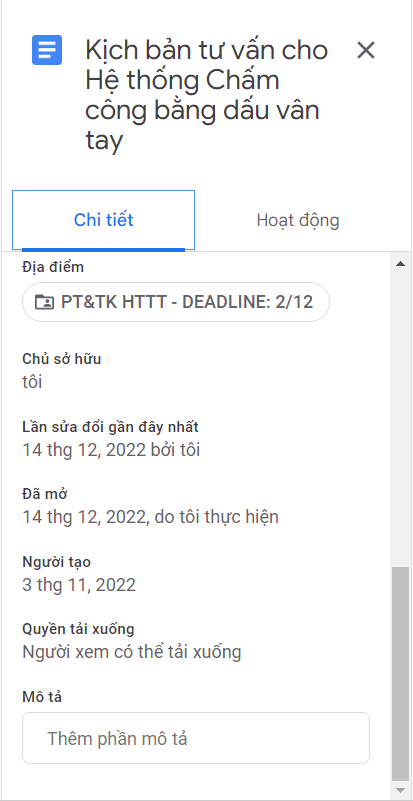 Kịch bản tư vấn cho
Hệ thống Chấm
công bằng dấu vân
tay
Chi tiết
Hoạt động
Địa điểm
PT&TK HTTT - DEADLINE: 2/12
Chủ sở hữu
tôi
Lần sửa đổi gần đây nhất
14 thg 12, 2022 bởi tôi
Đã mở
14 thg 12, 2022, do tôi thực hiện
Người tạo
3 thg 11, 2022
Quyền tải xuống
Người xem có thể tải xuống
Mô tả
Thêm phần mô tả